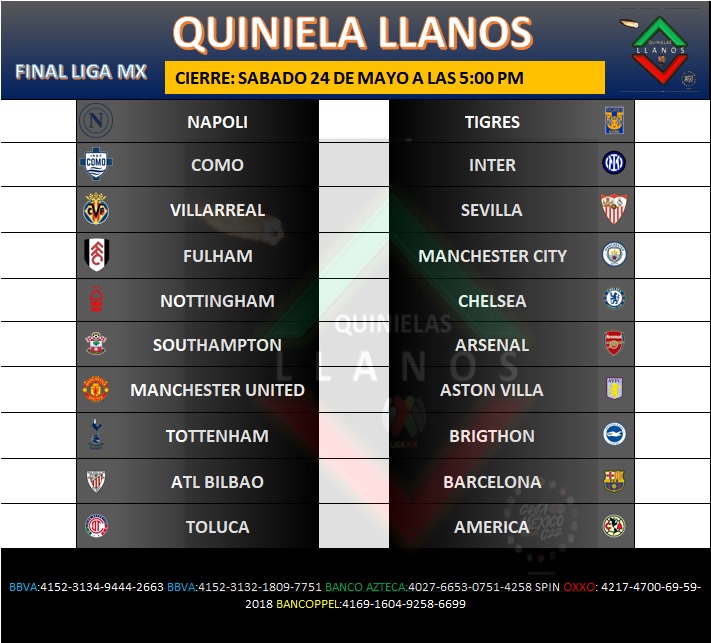 QUINIELA LLANOS
FINAL LIGA MX
CIERRE: SABADO 24 DE MAYO A LAS 5:00 PM
QUINIELAS
LLANOS
NAPOLI TIGRES
COMO INTER
VILLARREAL SEVILLA
FULHAM MANCHESTER CITY
NOTTINGHAM CHELSEA
SOUTHAMPTON ARSENAL
MANCHESTER UNITED ASTON VILLA
TOTTENHAM BRIGTHON
ATL BILBAO BARCELONA
TOLUCA AMERICA
QUINIELAS
LLANOS
LIGA MX
BBVA:4152-3134-9444-2663 BBVA:4152-3132-1809-7751 BANCO AZTECA:4027-6653-0751-4258 SPIN OXXO: 4217-4700-69-59-
2018 BANCOPPEL:4169-1604-9258-6699